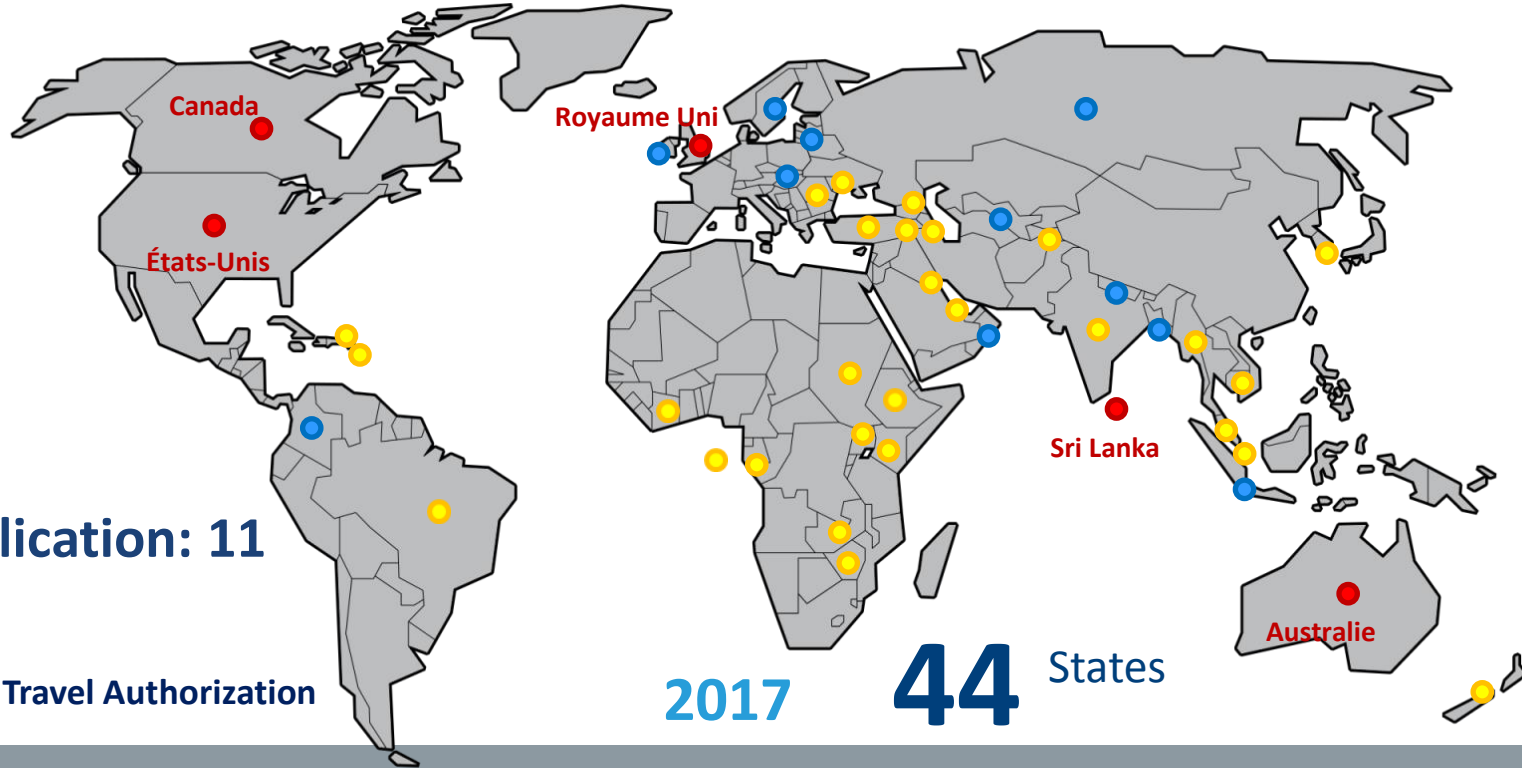 Canada
Royaume Uni
États-Unis
Sri Lanka
lication: 11
Australie
Travel Authorization
2017
44 States